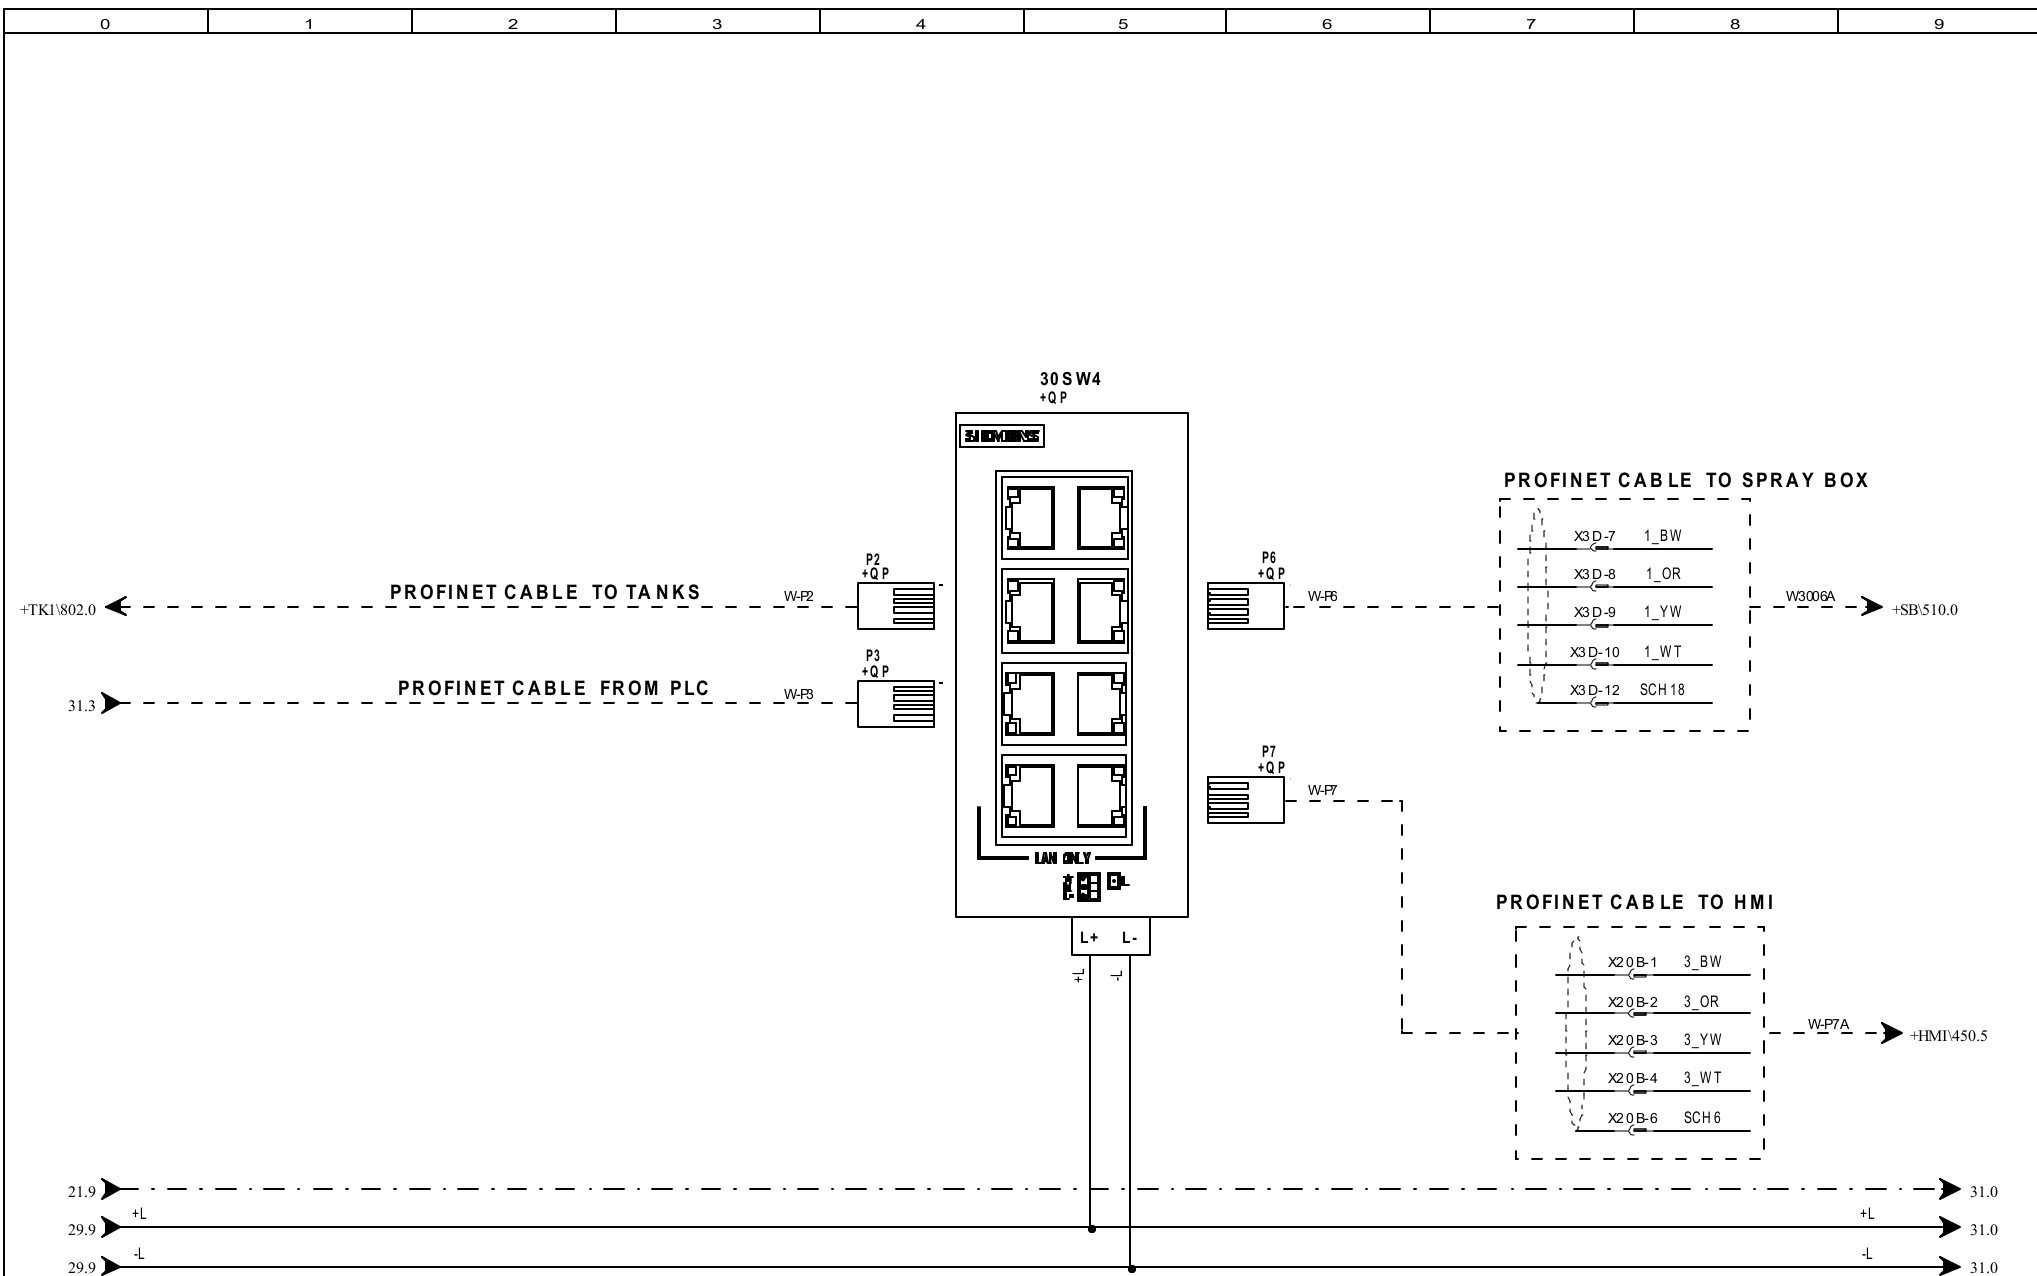 0 1 2 3 4 5 6 7 8 9
30SW4
+QP
SIEMENS
PROFINET CABLE TO SPRAY BOX
X3D-7 1_BW
X3D-8 1_OR
X3D-9 1_YW
X3D-10 1_WT
X3D-12 SCH18
W3006A
+SB\510.0
P2
+QP
PROFINET CABLE TO TANKS
W-P2
+TK1\802.0
P6
+QP
W-P6
P3
+QP
PROFINET CABLE FROM PLC
W-P3
31.3
P7
+QP
W-P7
LAN ONLY
L+ L-
+L -L
PROFINET CABLE TO HMI
X20B-1 3_BW
X20B-2 3_OR
X20B-3 3_YW
X20B-4 3_WT
X20B-6 SCH6
W-P7A
+HMI\450.5
21.9 31.0
+L +L
29.9 31.0
-L -L
29.9 31.0